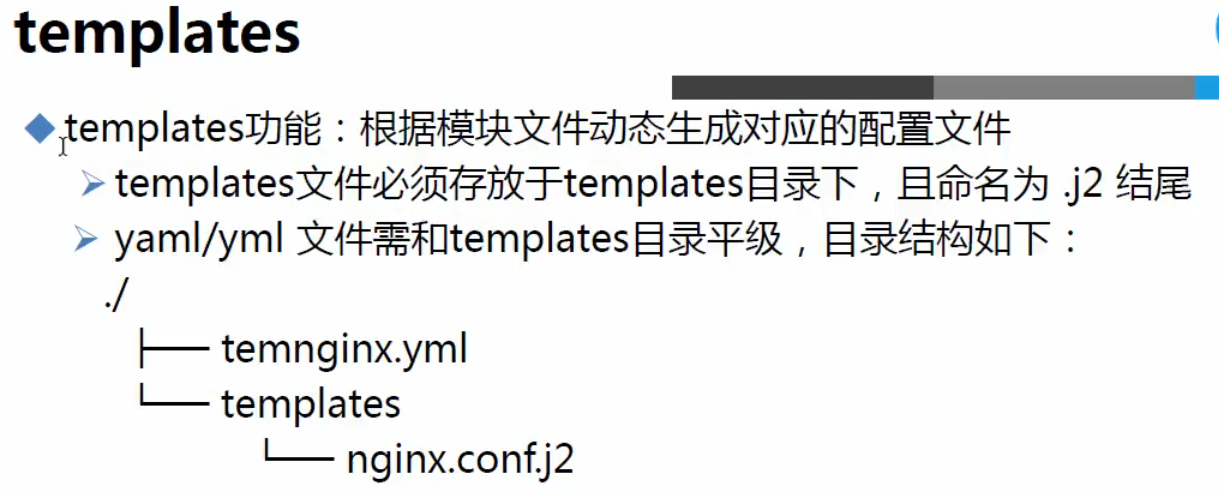 templates
templates功能：根据模块文件动态生成对应的配置文件
templates文件必须存放于templates目录下，且命名为 .j2 结尾
yaml/yml 文件需和templates目录平级，目录结构如下：
./
├── temnginx.yml
└── templates
└── nginx.conf.j2